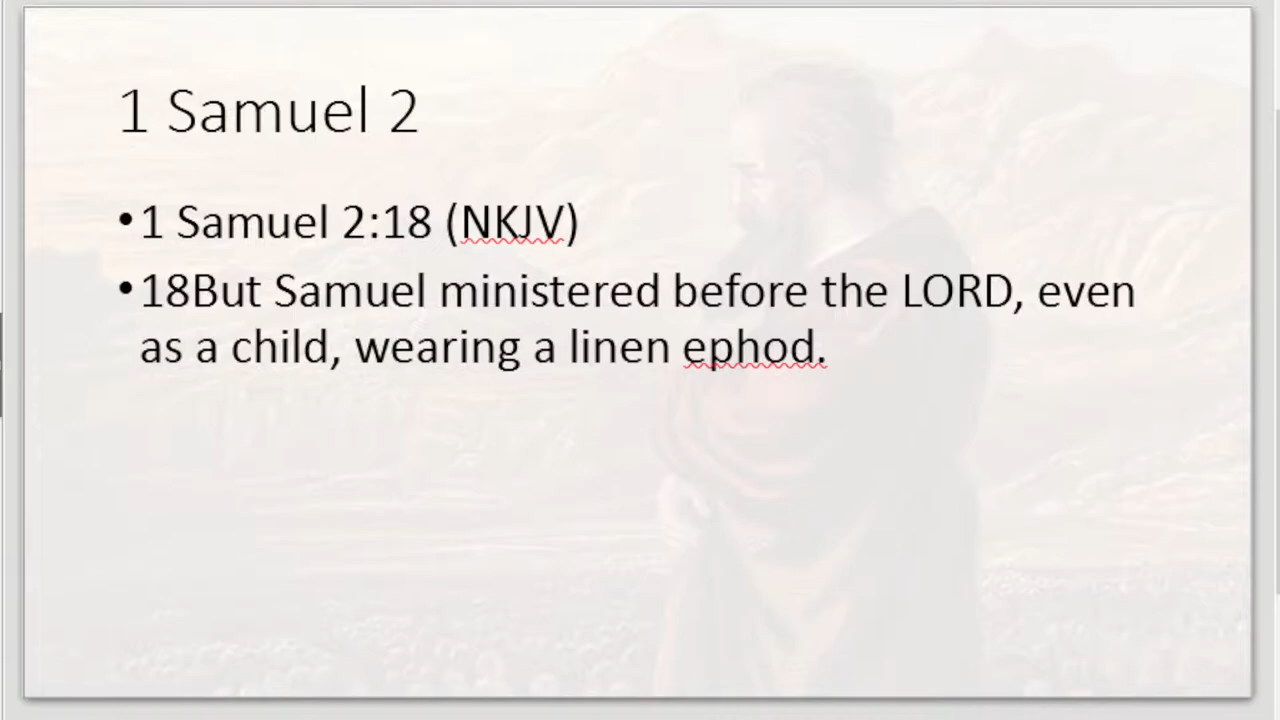 1 Samuel 2
•1 Samuel 2:18 (NKJV)
•18But Samuel ministered before the LORD, even
as a child, wearing a linen ephod.